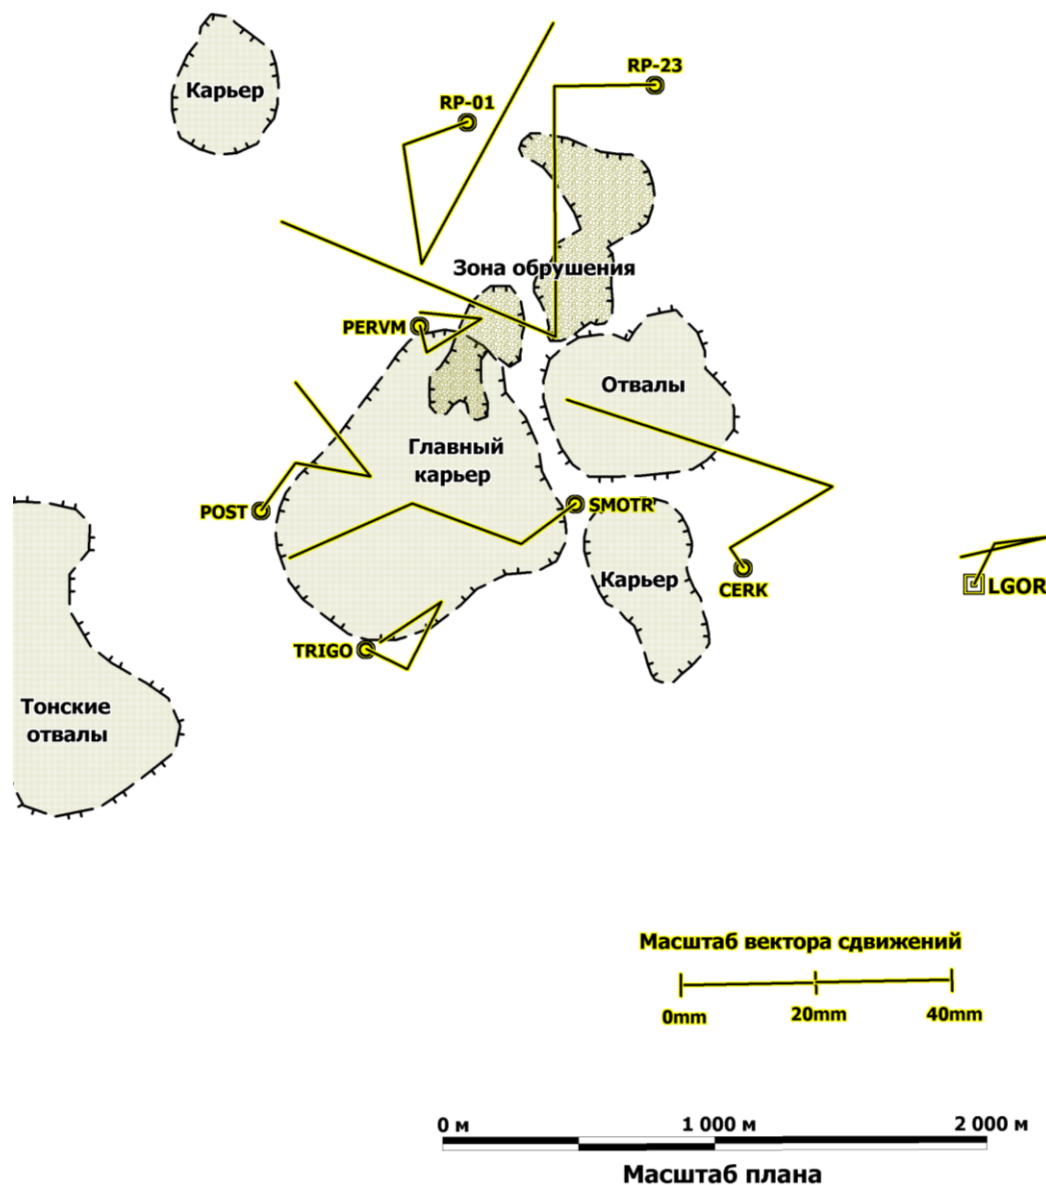 RP-23
Карьер
RP-01
Зона обрушения
PERVM
Отвалы
Главный
карьер
POST
SMOTR
Карьер
CERK
LGOR
TRIGO
Тонские
отвалы
Масштаб вектора сдвижений
0mm 20mm 40mm
0 м 1 000 м 2 000 м
Масштаб плана